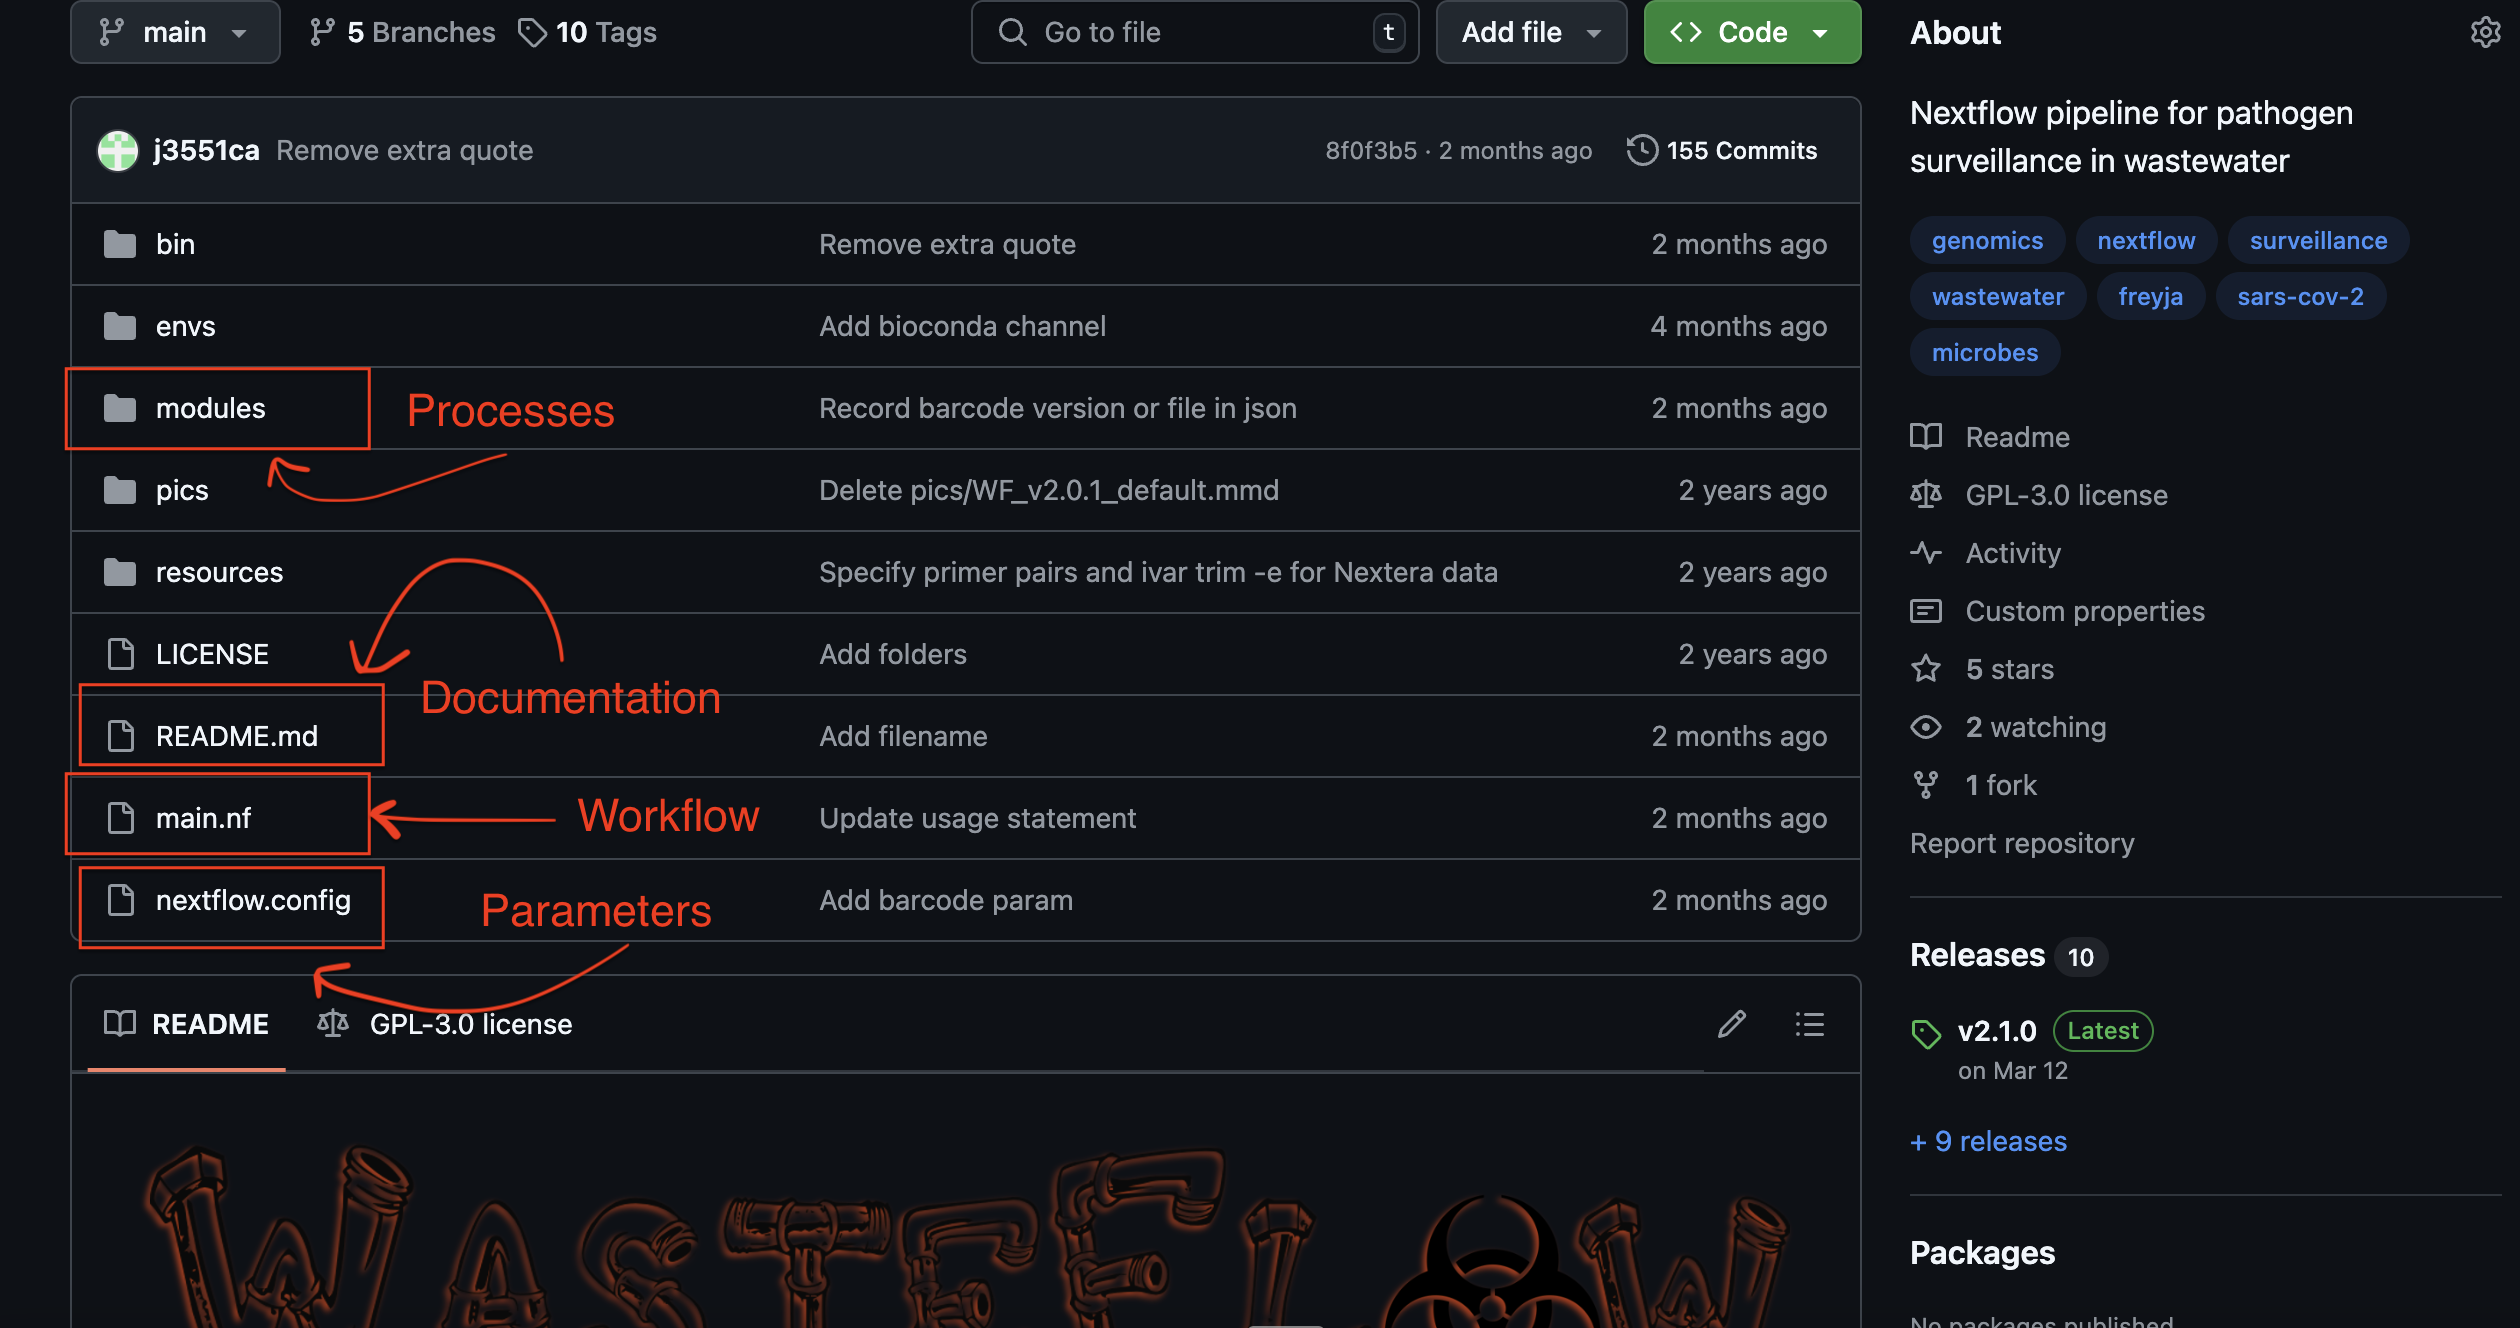 main
5 Branches
10 Tags
Go to file
t
Add file
Code
j3551ca Remove extra quote
8f0f3b5 · 2 months ago
155 Commits
bin Remove extra quote 2 months ago
envs Add bioconda channel 4 months ago
modules Processes Record barcode version or file in json 2 months ago
pics Delete pics/WF_v2.0.1_default.mmd 2 years ago
resources Specify primer pairs and ivar trim -e for Nextera data 2 years ago
LICENSE Add folders 2 years ago
Documentation
README.md Add filename 2 months ago
main.nf Workflow Update usage statement 2 months ago
nextflow.config Parameters Add barcode param 2 months ago
README
GPL-3.0 license
WASTEFLOW
About
Nextflow pipeline for pathogen
surveillance in wastewater
genomics nextflow surveillance
wastewater freyja sars-cov-2
microbes
Readme
GPL-3.0 license
Activity
Custom properties
5 stars
2 watching
1 fork
Report repository
Releases 10
v2.1.0 Latest
on Mar 12
+ 9 releases
Packages
No packages published